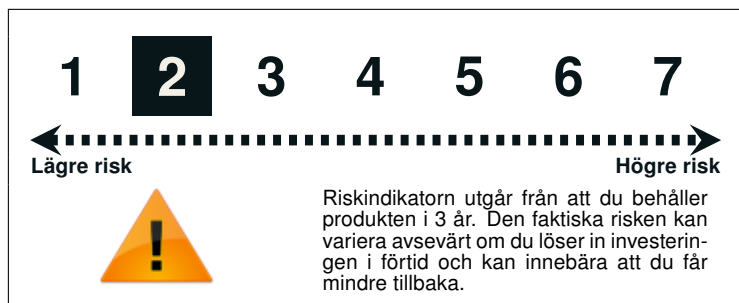 1 2 3 4 5 6 7
Lägre risk Högre risk
Riskindikatorn utgår från att du behåller
produkten i 3 år. Den faktiska risken kan
variera avsevärt om du löser in investerin-
gen i förtid och kan innebära att du får
mindre tillbaka.